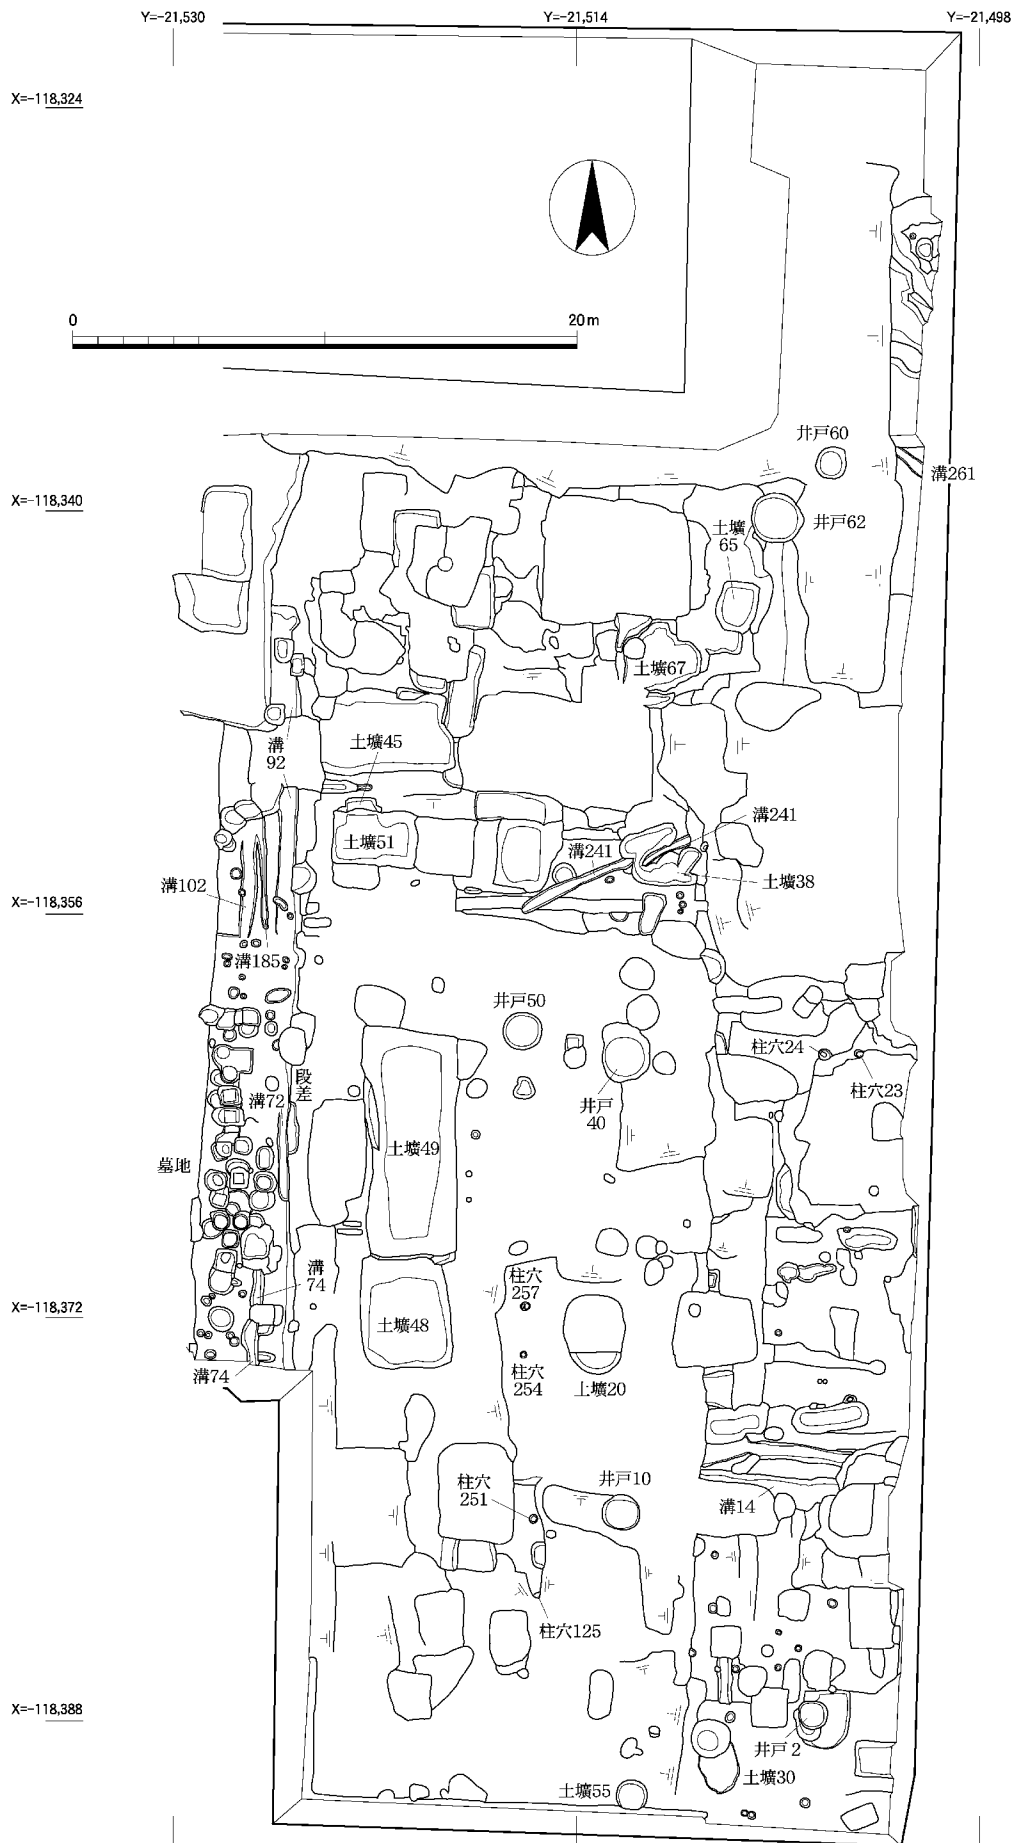 Y=-21,530
Y=-21,514
Y=-21,498
X=-118,324
0
20m
井戸60
溝261
X=-118,340
井戸62
土壙
65
土壙67
溝
92
土壙45
溝241
土壙51
溝241
土壙38
溝102
X=-118,356
溝185
井戸50
柱穴24
段差
溝72
柱穴23
井戸
40
土壙49
墓地
溝
74
柱穴
257
X=-118,372
土壙48
溝74
柱穴
254
土壙20
柱穴
251
井戸10
溝14
柱穴125
X=-118,388
井戸2
土壙30
土壙55